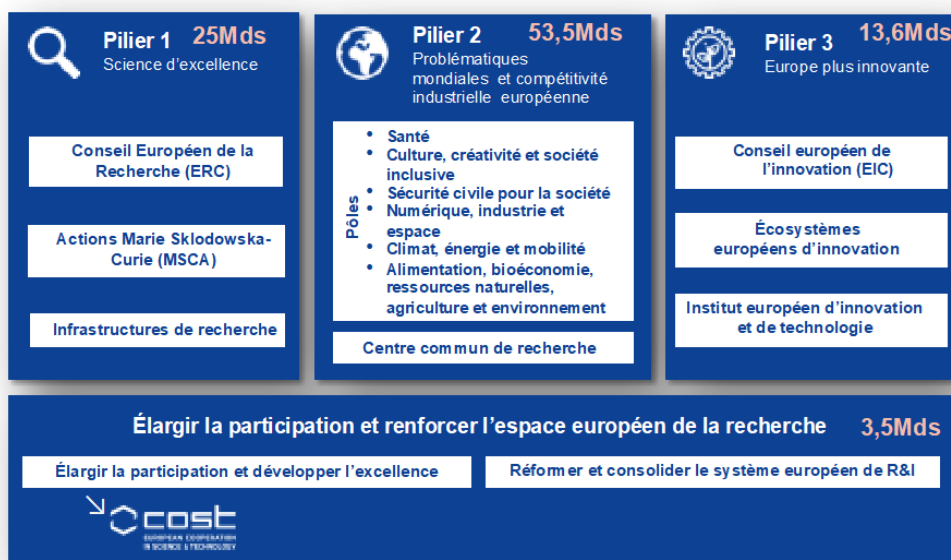 Pilier 1 25Mds
Science d'excellence
Conseil Européen de la
Recherche (ERC)
Actions Marie Sklodowska-
Curie (MSCA)
Infrastructures de recherche
Pilier 2 53,5Mds
Problématiques
mondiales et compétitivité
industrielle européenne
Pôles
• Santé
• Culture, créativité et société
inclusive
• Sécurité civile pour la société
• Numérique, industrie et
espace
• Climat, énergie et mobilité
• Alimentation, bioéconomie,
ressources naturelles,
agriculture et environnement
Centre commun de recherche
Pilier 3 13,6Mds
Europe plus innovante
Conseil européen de
l'innovation (EIC)
Écosystèmes
européens d'innovation
Institut européen d'innovation
et de technologie
Élargir la participation et renforcer l'espace européen de la recherche 3,5Mds
Élargir la participation et développer l'excellence
Réformer et consolider le système européen de R&I
cost
EUROPEAN COOPERATION
IN SCIENCE & TECHNOLOGY